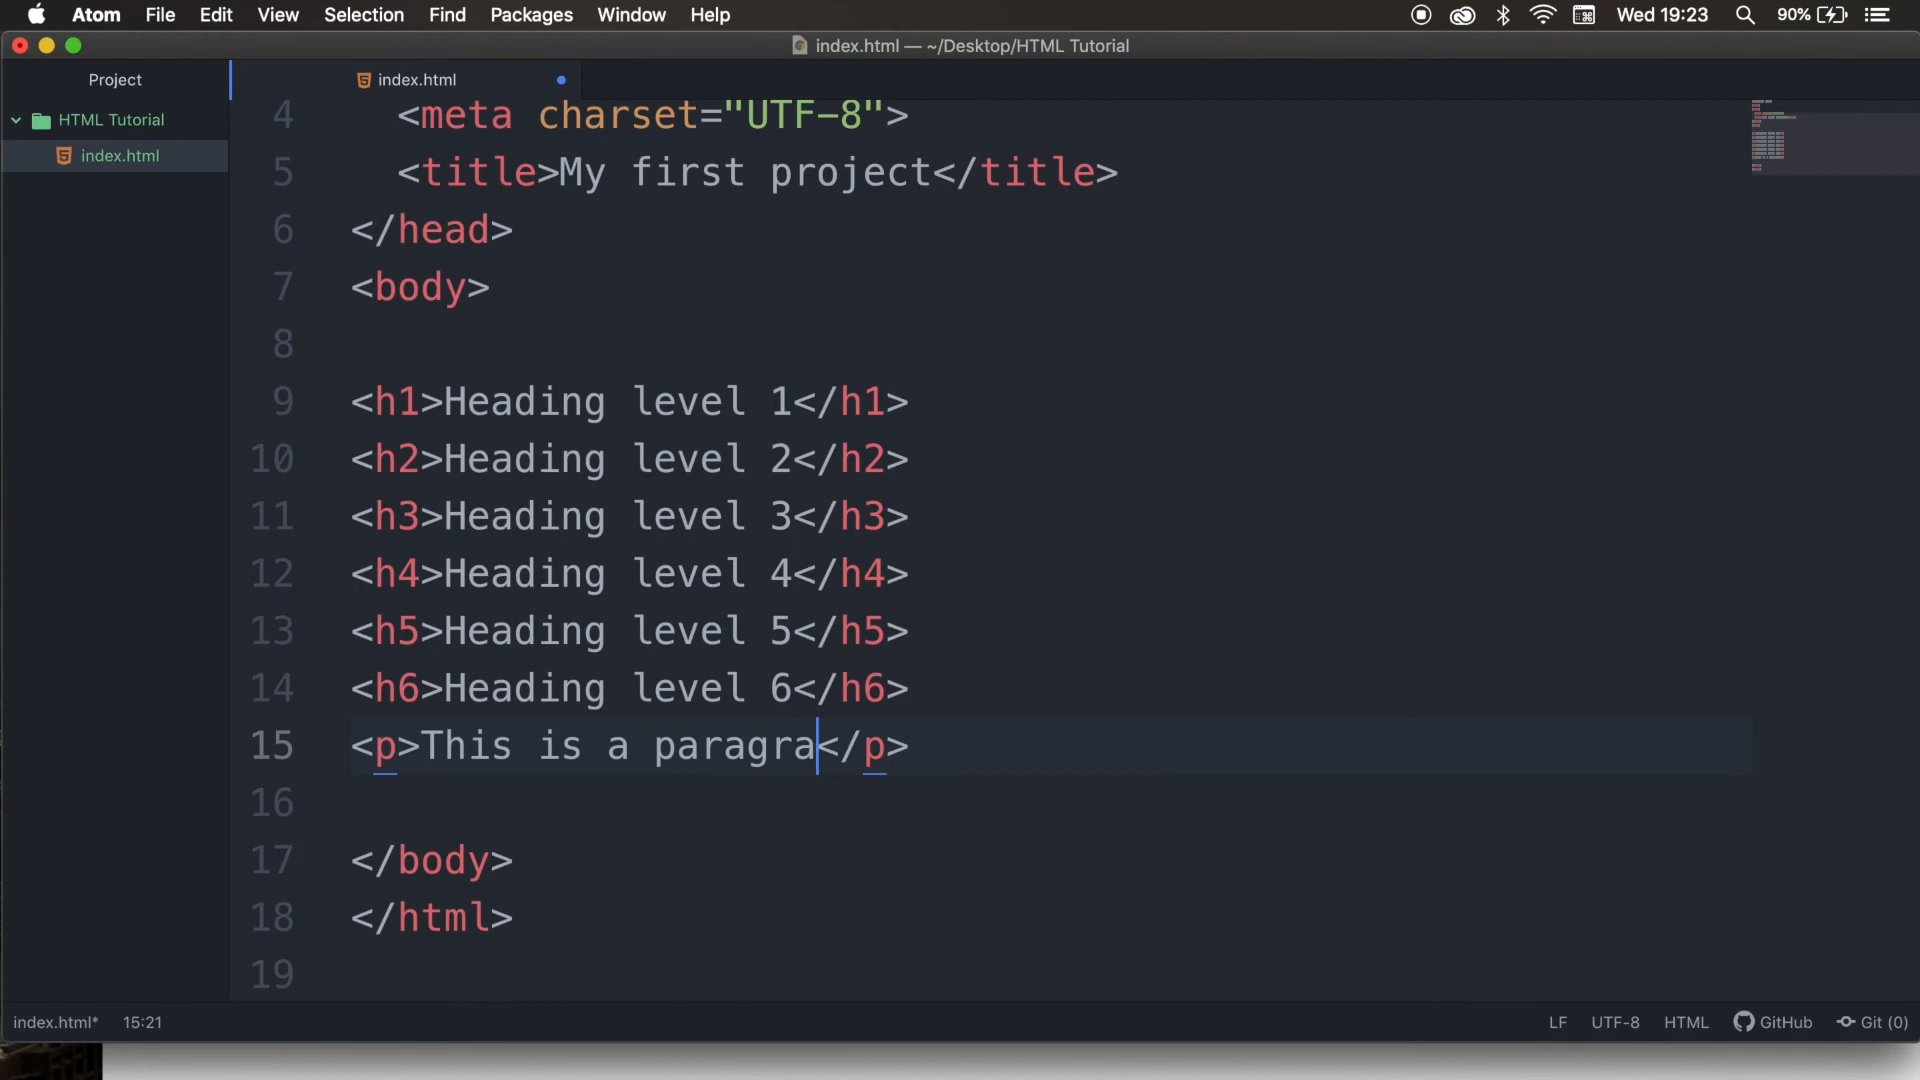 Atom File Edit View Selection Find Packages Window Help Wed 19:23 90%
index.html — ~/Desktop/HTML Tutorial
Project
index.html
HTML Tutorial
index.html
4 <meta charset="UTF-8">
5 <title>My first project</title>
6 </head>
7 <body>
8
9 <h1>Heading level 1</h1>
10 <h2>Heading level 2</h2>
11 <h3>Heading level 3</h3>
12 <h4>Heading level 4</h4>
13 <h5>Heading level 5</h5>
14 <h6>Heading level 6</h6>
15 <p>This is a paragra</p>
16
17 </body>
18 </html>
19
index.html* 15:21 LF UTF-8 HTML GitHub Git (0)